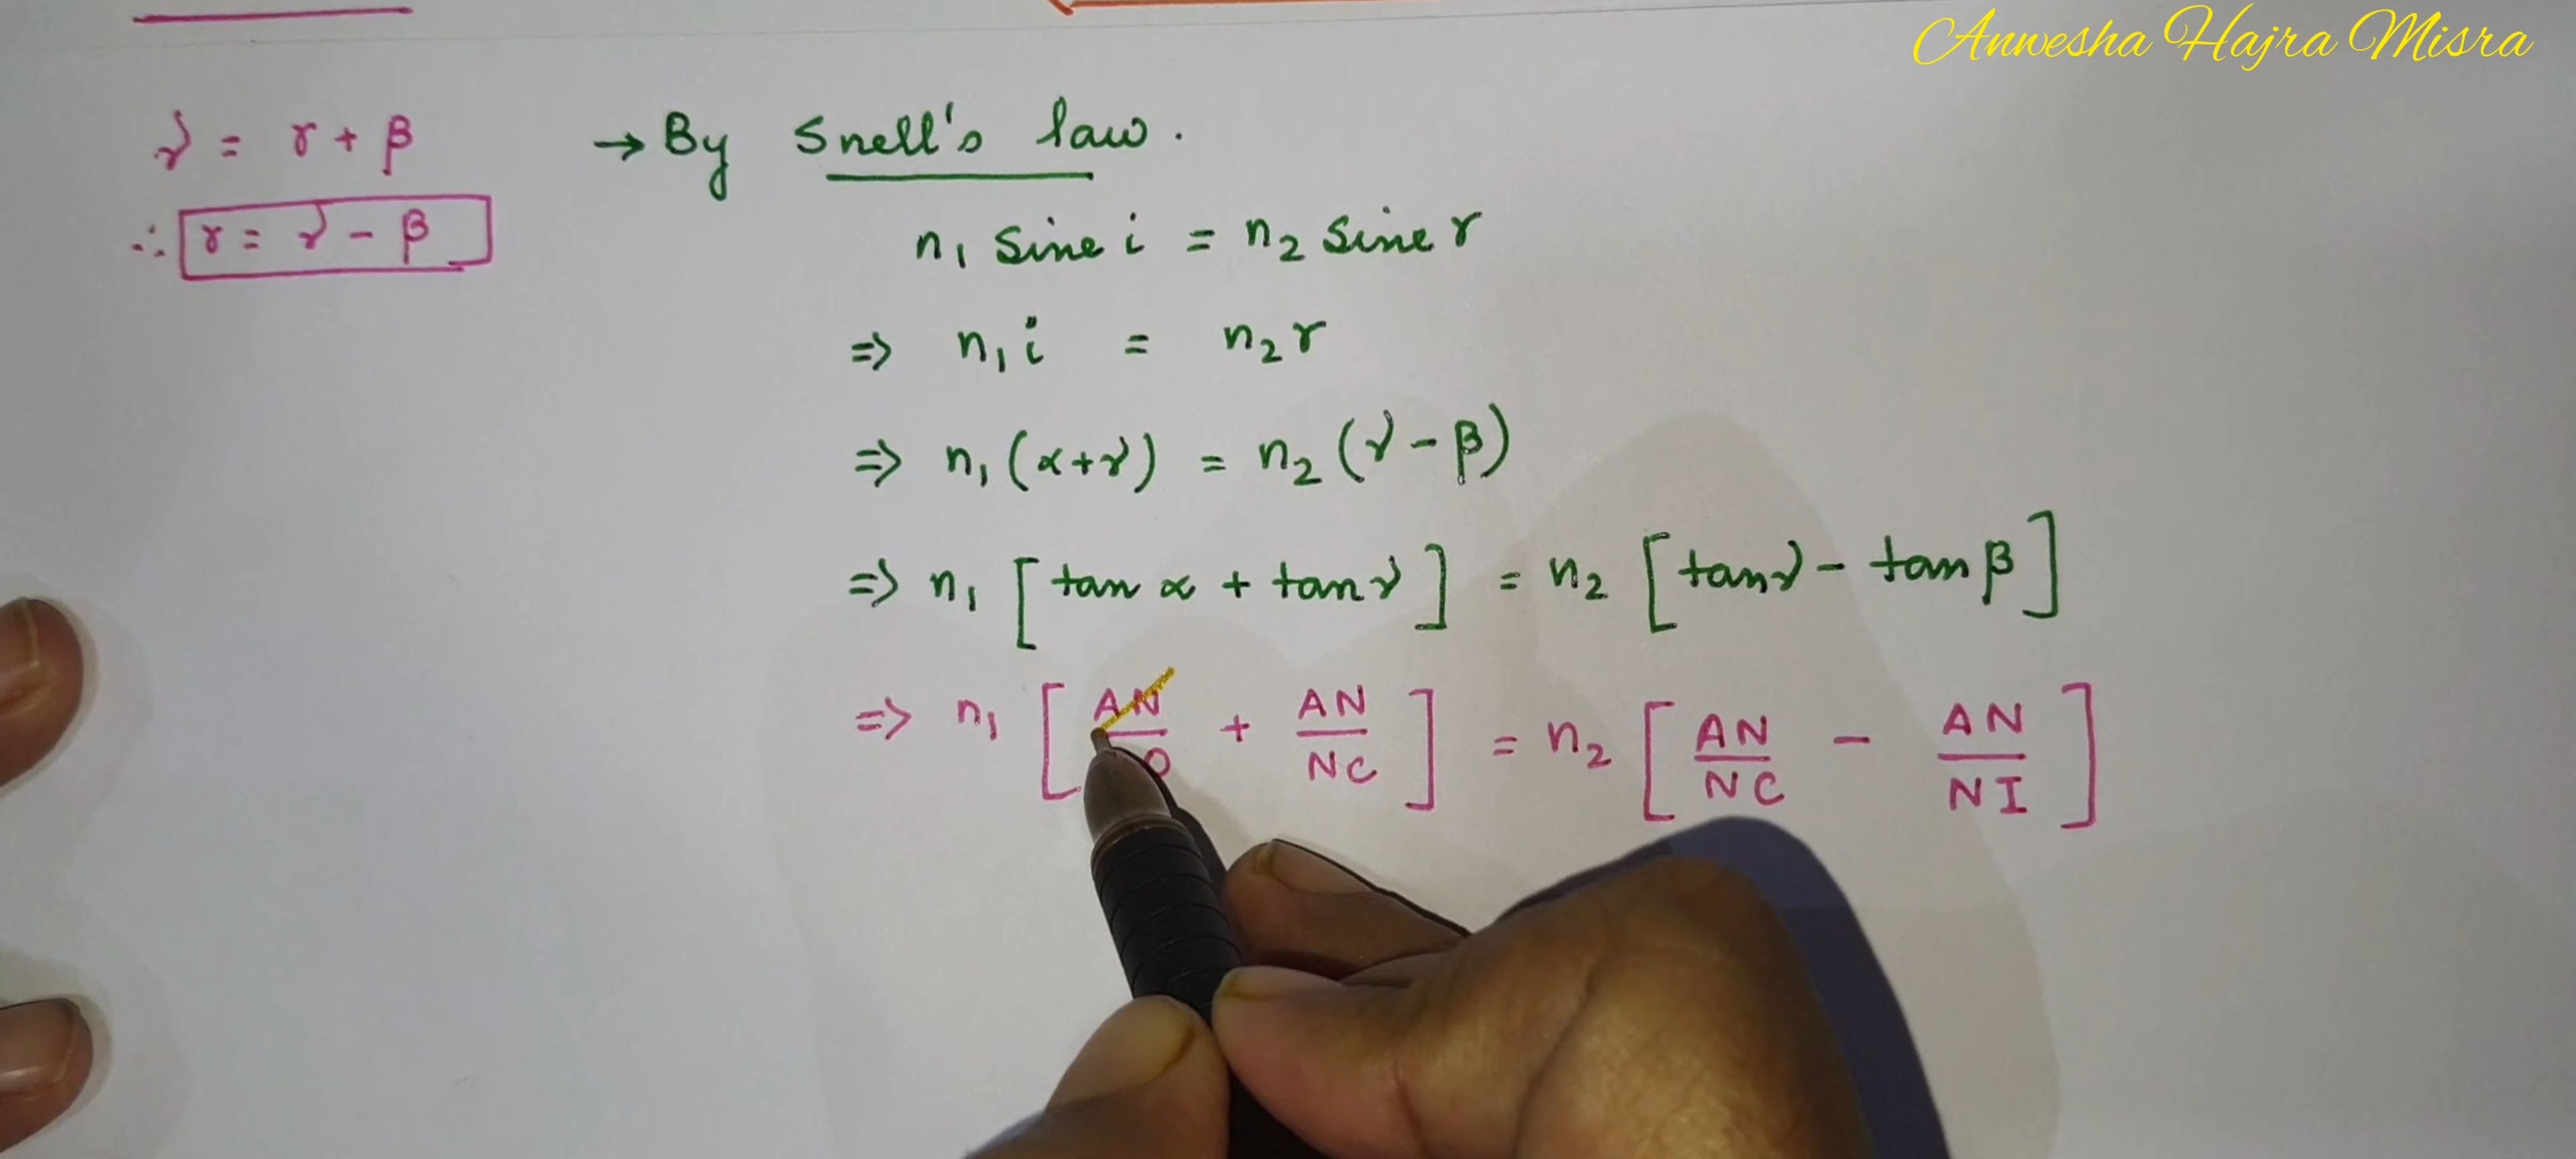 Anwesha Hajra Misra
γ = r + β
∴ r = γ - β
→ By Snell's law.
n₁ sine i = n₂ sine r
⇒ n₁ i = n₂ r
⇒ n₁ (α+γ) = n₂ (γ - β)
⇒ n₁ [tan α + tan γ] = n₂ [tan γ - tan β]
⇒ n₁ [AN/O + AN/NC] = n₂ [AN/NC - AN/NI]